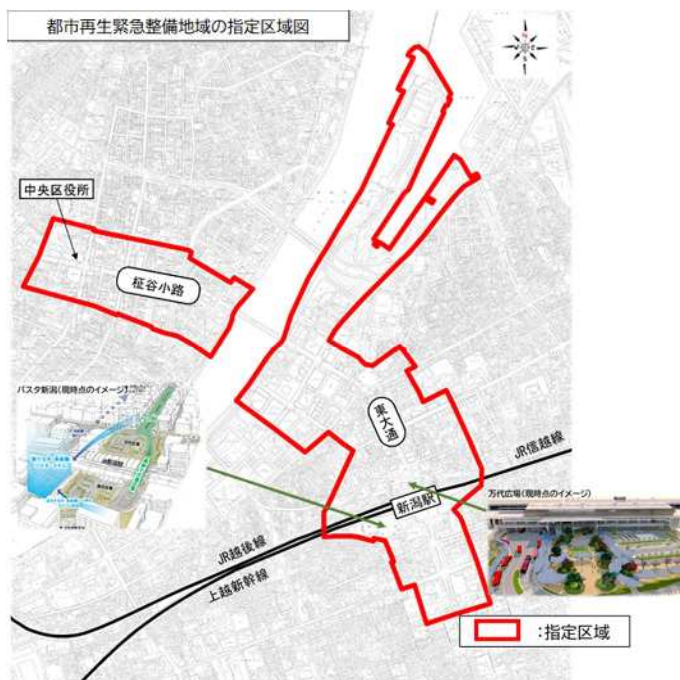 都市再生緊急整備地域の指定区域図
N
S
中央区役所
柾谷小路
バスタ新潟(現時点のイメージ)
東大通
JR信越線
万代広場(現時点のイメージ)
新潟駅
JR越後線
上越新幹線
:指定区域